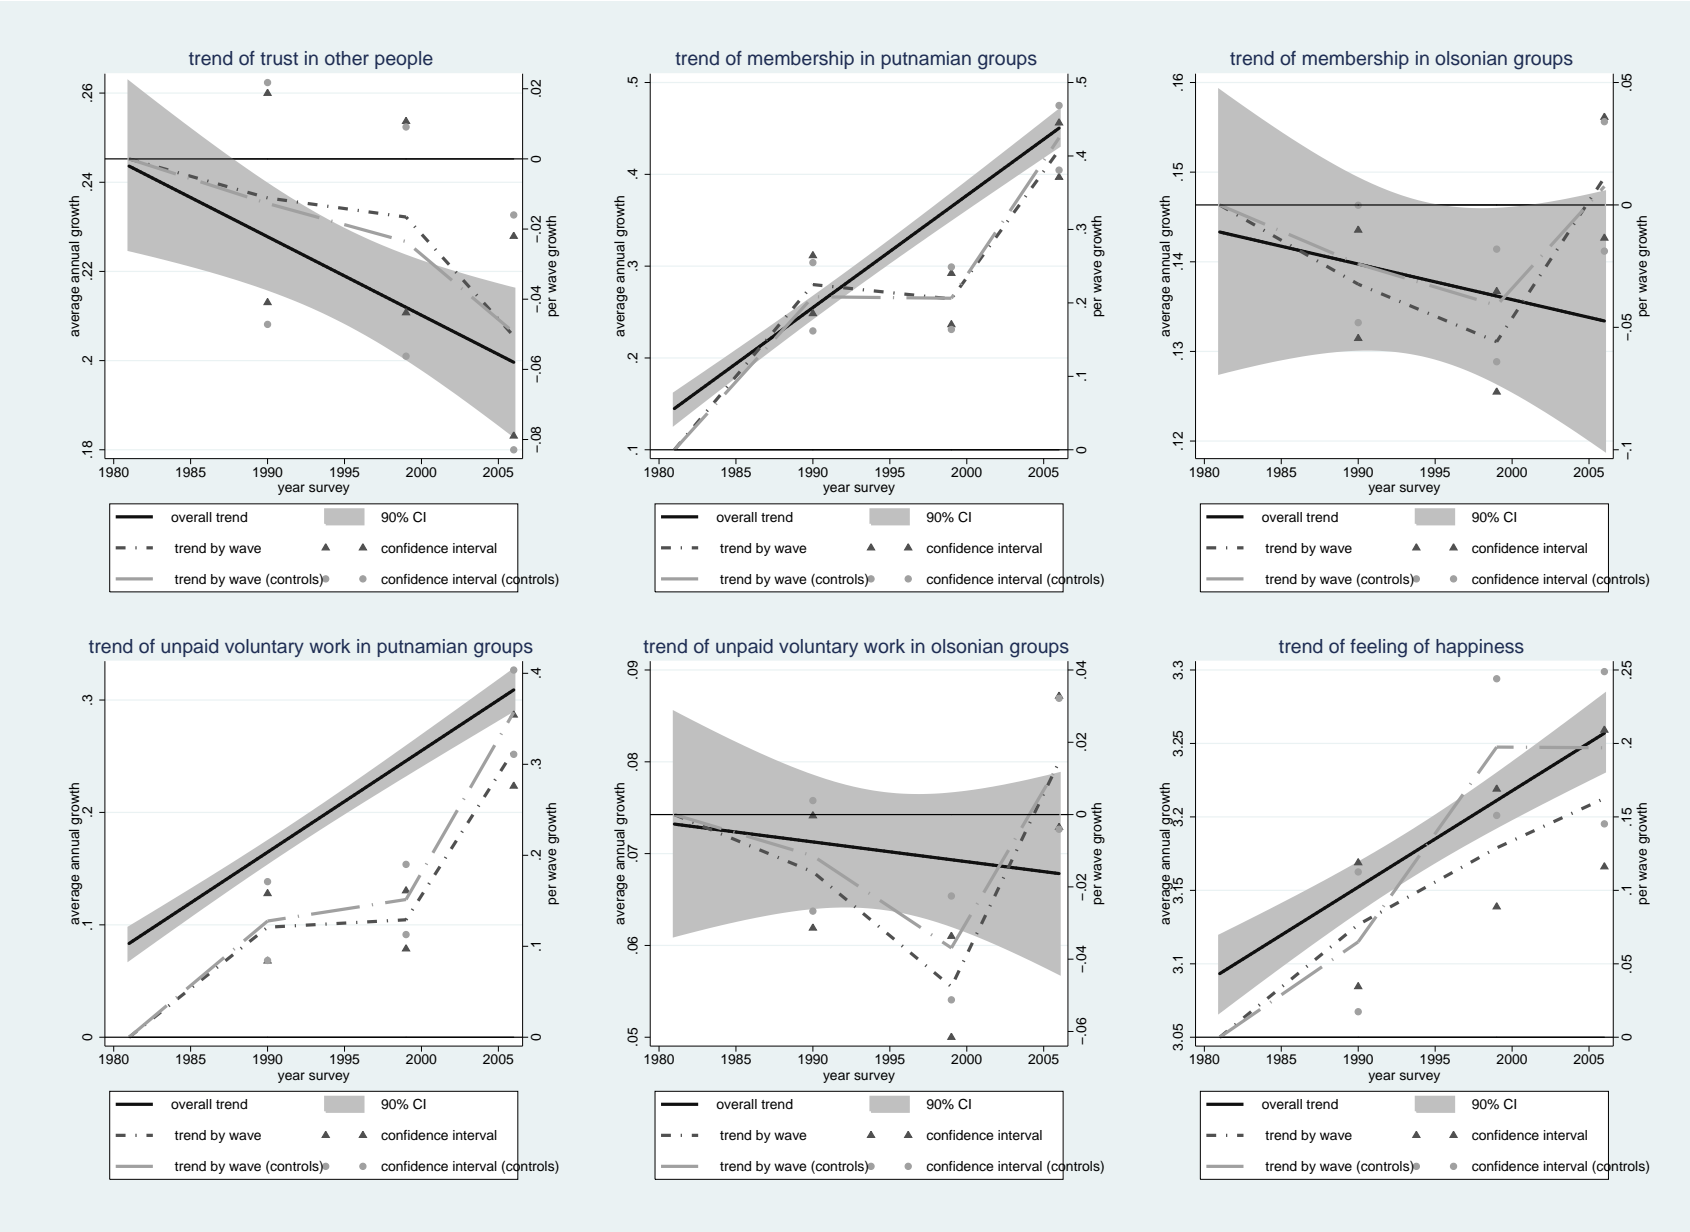 trend of trust in other people
.18 .2 .22 .24 .26
average annual growth
-.08 -.06 -.04 -.02 0 .02
per wave growth
1980 1985 1990 1995 2000 2005
year survey
overall trend 90% CI
trend by wave confidence interval
trend by wave (controls) confidence interval (controls)
trend of membership in putnamian groups
.1 .2 .3 .4 .5
average annual growth
0 .1 .2 .3 .4 .5
per wave growth
1980 1985 1990 1995 2000 2005
year survey
overall trend 90% CI
trend by wave confidence interval
trend by wave (controls) confidence interval (controls)
trend of membership in olsonian groups
.12 .13 .14 .15 .16
average annual growth
-.1 -.05 0 .05
per wave growth
1980 1985 1990 1995 2000 2005
year survey
overall trend 90% CI
trend by wave confidence interval
trend by wave (controls) confidence interval (controls)
trend of unpaid voluntary work in putnamian groups
0 .1 .2 .3
average annual growth
0 .1 .2 .3 .4
per wave growth
1980 1985 1990 1995 2000 2005
year survey
overall trend 90% CI
trend by wave confidence interval
trend by wave (controls) confidence interval (controls)
trend of unpaid voluntary work in olsonian groups
.05 .06 .07 .08 .09
average annual growth
-.06 -.04 -.02 0 .02 .04
per wave growth
1980 1985 1990 1995 2000 2005
year survey
overall trend 90% CI
trend by wave confidence interval
trend by wave (controls) confidence interval (controls)
trend of feeling of happiness
3.05 3.1 3.15 3.2 3.25 3.3
average annual growth
0 .05 .1 .15 .2 .25
per wave growth
1980 1985 1990 1995 2000 2005
year survey
overall trend 90% CI
trend by wave confidence interval
trend by wave (controls) confidence interval (controls)